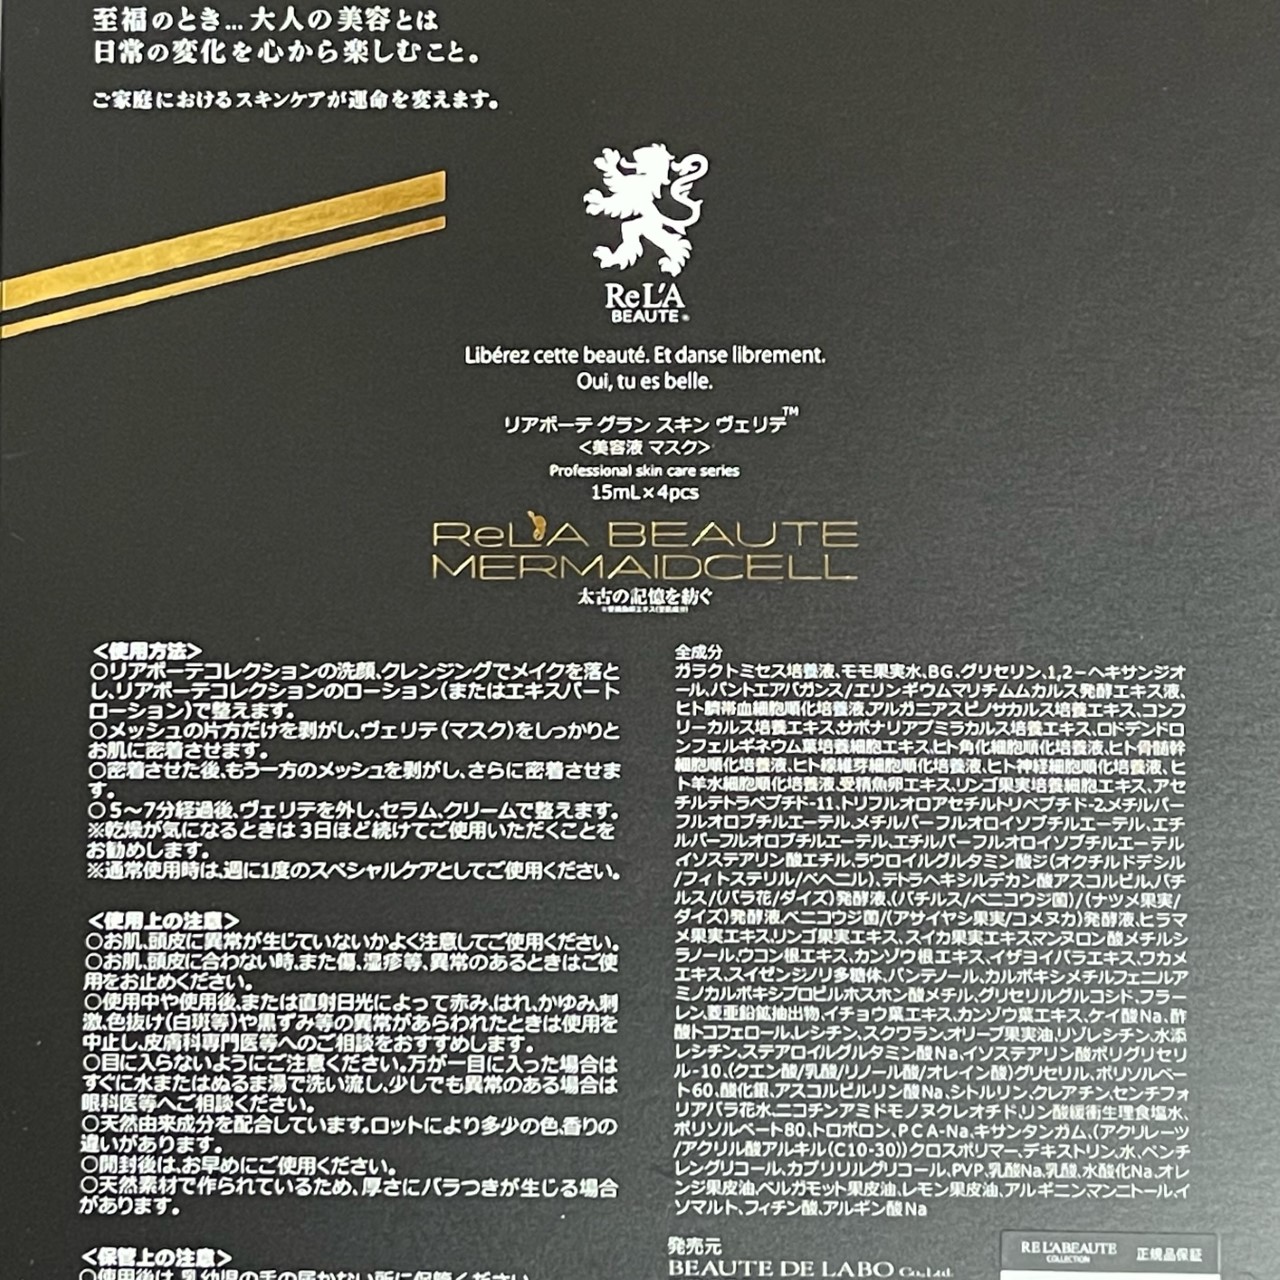 至福のとき…大人の美容とは
日常の変化を心から楽しむこと。
ご家庭におけるスキンケアが運命を変えます。
ReL'A
BEAUTE®
Libérez cette beauté. Et danse librement.
Oui, tu es belle.
リアボーテ グラン スキン ヴェリテ™
<美容液 マスク>
Professional skin care series
15mL×4pcs
ReL'A BEAUTE
MERMAIDCELL
太古の記憶を紡ぐ
<使用方法>
○リアボーテコレクションの洗顔、クレンジングでメイクを落と
し、リアボーテコレクションのローション(またはエキスパート
ローション)で整えます。
○メッシュの片方だけを剥がし、ヴェリテ(マスク)をしっかりと
お肌に密着させます。
○密着させた後、もう一方のメッシュを剥がし、さらに密着させま
す。
○5〜7分経過後、ヴェリテを外し、セラム、クリームで整えます。
※乾燥が気になるときは3日ほど続けてご使用いただくことを
お勧めします。
※通常使用時は、週に1度のスペシャルケアとしてご使用ください。
<使用上の注意>
○お肌、頭皮に異常が生じていないかよく注意してご使用ください。
○お肌、頭皮に合わない時、また傷、湿疹等、異常のあるときはご使
用をお止めください。
○使用中や使用後、または直射日光によって赤み、はれ、かゆみ、刺
激、色抜け(白斑等)や黒ずみ等の異常があらわれたときは使用を
中止し、皮膚科専門医等へのご相談をおすすめします。
○目に入らないようにご注意ください。万が一目に入った場合は
すぐに水またはぬるま湯で洗い流し、少しでも異常のある場合は
眼科医等へご相談ください。
○天然由来成分を配合しています。ロットにより多少の色、香りの
違いがあります。
○開封後は、お早めにご使用ください。
○天然素材で作られているため、厚さにバラつきが生じる場合
があります。
<保管上の注意>
○使用後は、乳幼児の手の届かない所に保管ください。
全成分
ガラクトミセス培養液、モモ果実水、BG、グリセリン、1,2-ヘキサンジオ
ール、パントエアバガンス/エリンギウムマリチムムカルス発酵エキス液、
ヒト臍帯血細胞順化培養液、アルガニアスピノサカルス培養エキス、コンフ
リーカルス培養エキス、サポナリアプミラカルス培養エキス、ロドデンドロ
ンフェルギネウム葉培養細胞エキス、ヒト角化細胞順化培養液、ヒト骨髄幹
細胞順化培養液、ヒト線維芽細胞順化培養液、ヒト神経細胞順化培養液、ヒ
ト羊水細胞順化培養液、受精魚卵エキス、リンゴ果実培養細胞エキス、アセ
チルテトラペプチド-11、トリフルオロアセチルトリペプチド-2、メチルパー
フルオロブチルエーテル、メチルパーフルオロイソブチルエーテル、エチ
ルパーフルオロブチルエーテル、エチルパーフルオロイソブチルエーテル
イソステアリン酸エチル、ラウロイルグルタミン酸ジ(オクチルドデシル
/フィトステリル/ベヘニル)、テトラヘキシルデカン酸アスコルビル、バチ
ルス/(バラ花/ダイズ)発酵液、(バチルス/ベニコウジ菌)/(ナツメ果実/
ダイズ)発酵液、ベニコウジ菌/(アサイヤシ果実/コメヌカ)発酵液、ヒラマ
メ果実エキス、リンゴ果実エキス、スイカ果実エキスマンヌロン酸メチルシ
ラノール、ウコン根エキス、カンゾウ根エキス、イザヨイバラエキス、ワカメ
エキス、スイゼンジノリ多糖体、パンテノール、カルボキシメチルフェニルア
ミノカルボキシプロピルホスホン酸メチル、グリセリルグルコシド、フラー
レン、菱亜鉛鉱抽出物、イチョウ葉エキス、カンゾウ葉エキス、ケイ酸Na、酢
酸トコフェロール、レシチン、スクワラン、オリーブ果実油、リゾレシチン、水添
レシチン、ステアロイルグルタミン酸Na、イソステアリン酸ポリグリセリ
ル-10、(クエン酸/乳酸/リノール酸/オレイン酸)グリセリル、ポリソルベー
ト60、酸化銀、アスコルビルリン酸Na、シトルリン、クレアチン、センチフォ
リアバラ花水、ニコチンアミドモノヌクレオチド、リン酸緩衝生理食塩水、
ポリソルベート80、トロポロン、PCA-Na、キサンタンガム、(アクリレーツ
/アクリル酸アルキル(C10-30))クロスポリマー、デキストリン、水、ペンチ
レングリコール、カプリリルグリコール、PVP、乳酸Na、乳酸、水酸化Na、オレ
ンジ果皮油、ベルガモット果皮油、レモン果皮油、アルギニン、マンニトール、イ
ソマルト、フィチン酸、アルギン酸Na
発売元
BEAUTE DE LABO Co.,Ltd.
RE L'ABEAUTE
COLLECTION
正規品保証